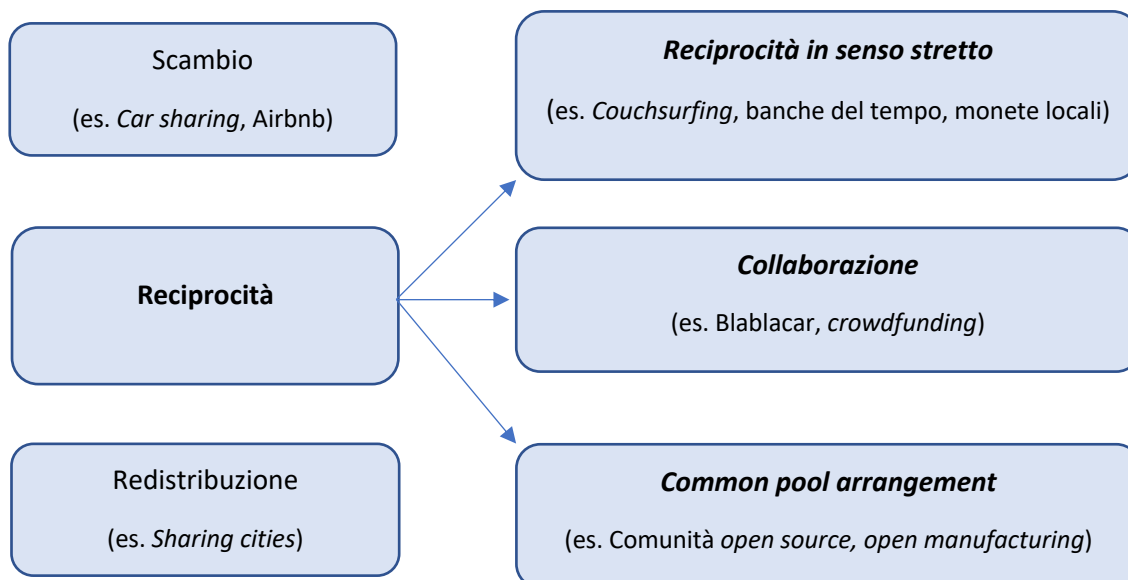 Scambio
(es. Car sharing, Airbnb)
Reciprocità
Redistribuzione
(es. Sharing cities)
Reciprocità in senso stretto
(es. Couchsurfing, banche del tempo, monete locali)
Collaborazione
(es. Blablacar, crowdfunding)
Common pool arrangement
(es. Comunità open source, open manufacturing)